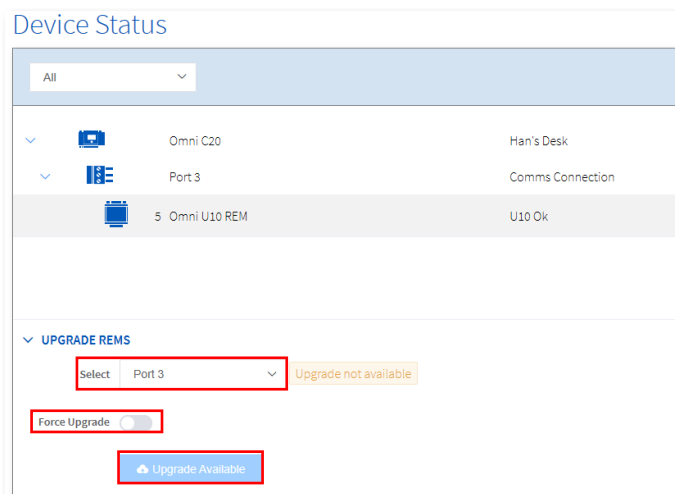 Device Status
All
Omni C20 Han's Desk
Port 3 Comms Connection
5 Omni U10 REM U10 Ok
UPGRADE REMS
Select Port 3 Upgrade not available
Force Upgrade
Upgrade Available